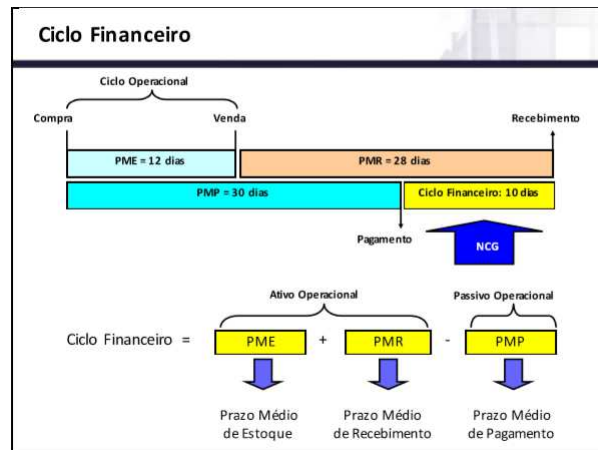 Ciclo Financeiro
Ciclo Operacional
Compra Venda Recebimento
PME = 12 dias PMR = 28 dias
PMP = 30 dias Ciclo Financeiro: 10 dias
Pagamento NCG
Ativo Operacional Passivo Operacional
Ciclo Financeiro = PME + PMR - PMP
Prazo Médio Prazo Médio Prazo Médio
de Estoque de Recebimento de Pagamento